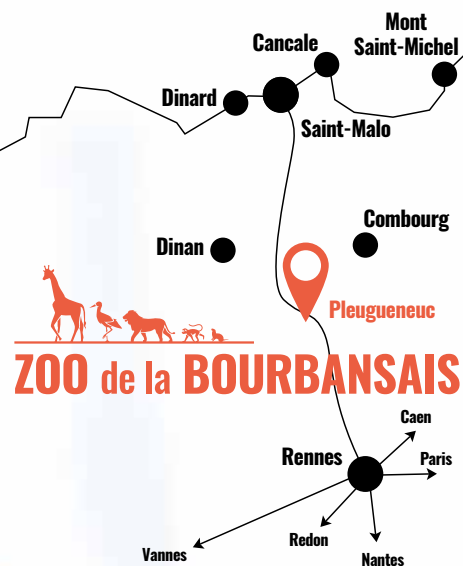 Mont
Saint-Michel
Cancale
Dinard
Saint-Malo
Combourg
Dinan
Pleugueneuc
ZOO de la BOURBANSAIS
Caen
Rennes
Paris
Redon
Vannes
Nantes